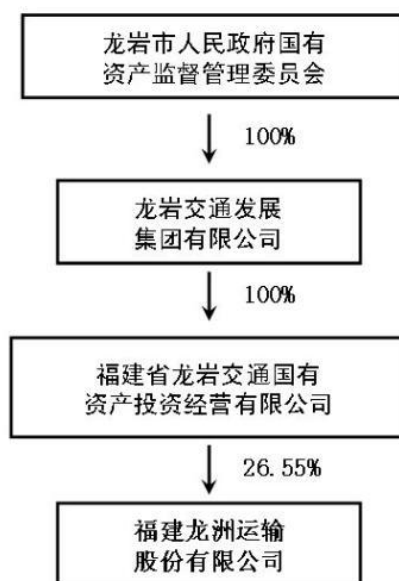 龙岩市人民政府国有
资产监督管理委员会
100%
龙岩交通发展
集团有限公司
100%
福建省龙岩交通国有
资产投资经营有限公司
26.55%
福建龙洲运输
股份有限公司